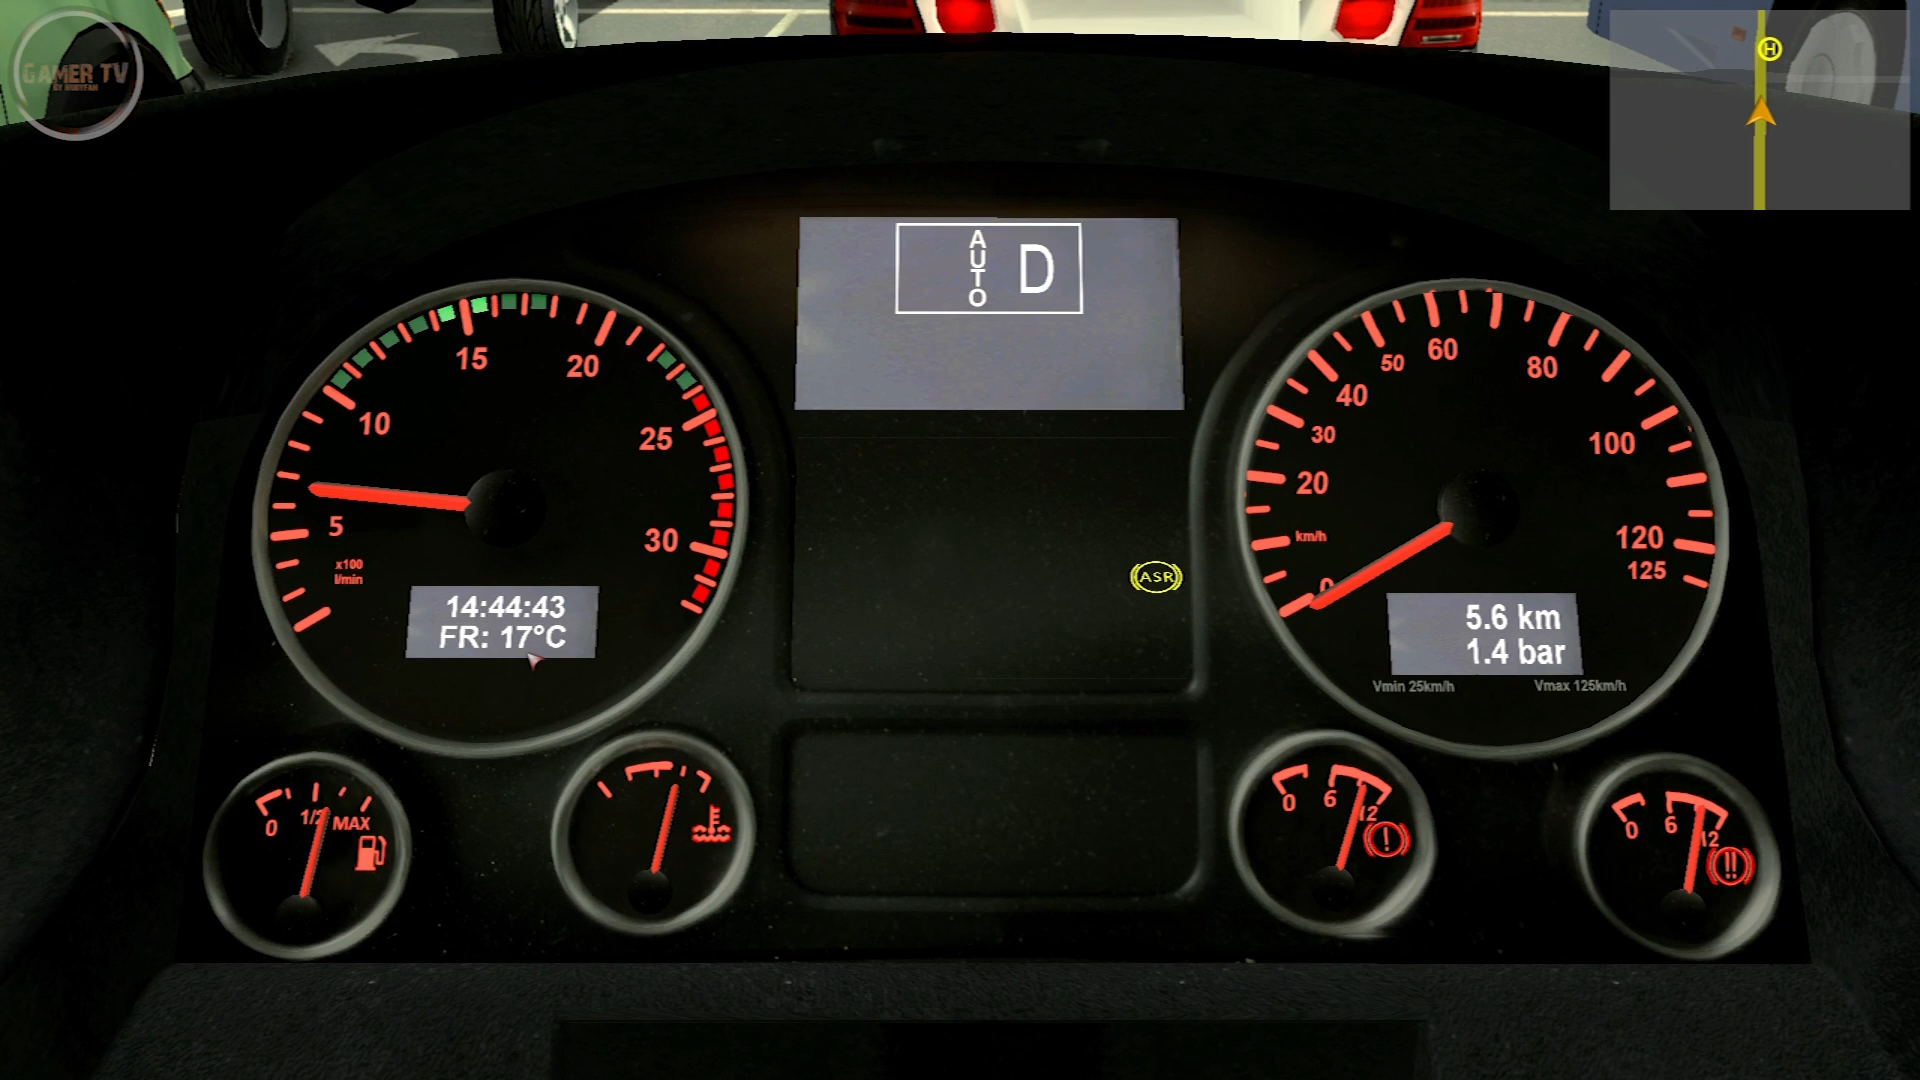 GAMER TV
BY RUBYFAN
H
A
U
T
O
D
5
10
15
20
25
30
x100
l/min
14:44:43
FR: 17°C
ASR
0
km/h
20
30
40
50
60
80
100
120
125
5.6 km
1.4 bar
Vmin 25km/h
Vmax 125km/h
0
1/2
MAX
0
6
12
0
6
12